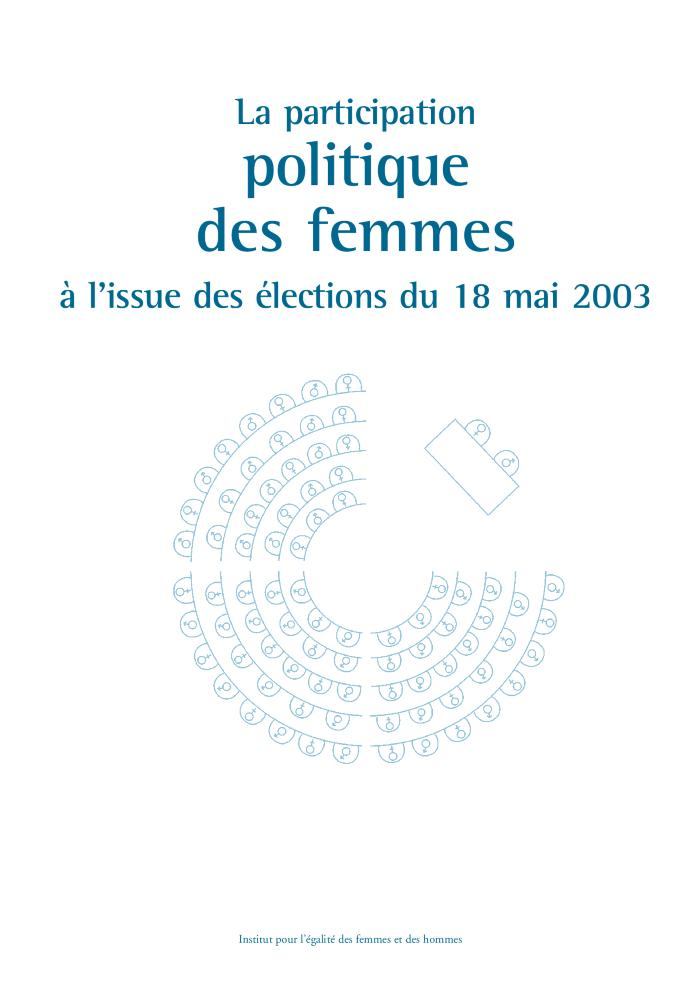 La participation
politique
des femmes
à l'issue des élections du 18 mai 2003
Institut pour l'égalité des femmes et des hommes